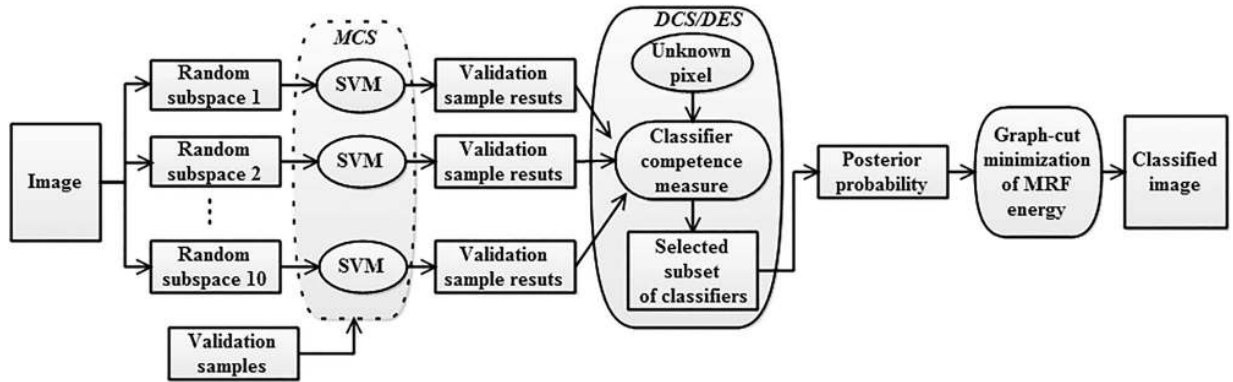 MCS
DCS/DES
Image
Random
subspace 1
SVM
Validation
sample resuts
Random
subspace 2
SVM
Validation
sample resuts
Random
subspace 10
SVM
Validation
sample resuts
Validation
samples
Unknown
pixel
Classifier
competence
measure
Selected
subset
of classifiers
Posterior
probability
Graph-cut
minimization
of MRF
energy
Classified
image